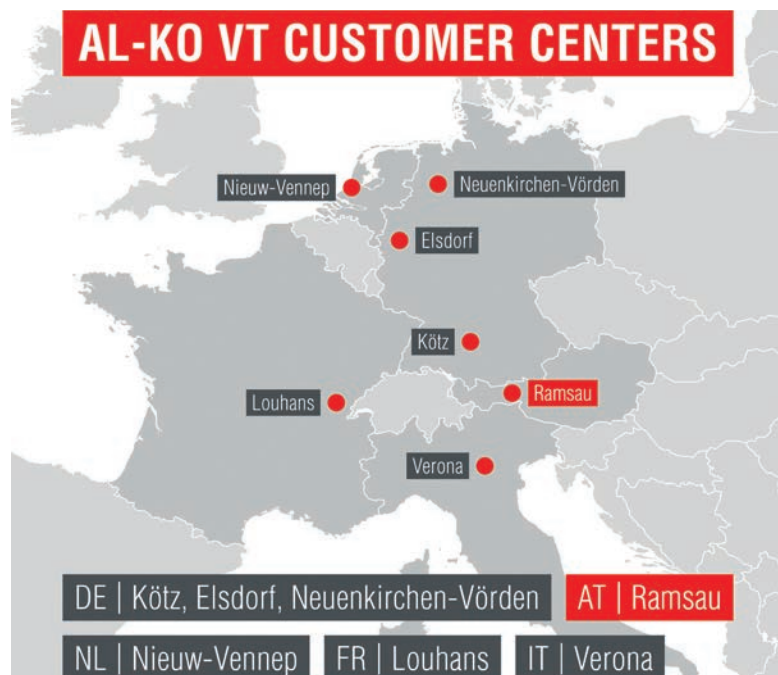 AL-KO VT CUSTOMER CENTERS
Nieuw-Vennep
Neuenkirchen-Vörden
Elsdorf
Kötz
Ramsau
Louhans
Verona
DE | Kötz, Elsdorf, Neuenkirchen-Vörden
AT | Ramsau
NL | Nieuw-Vennep
FR | Louhans
IT | Verona